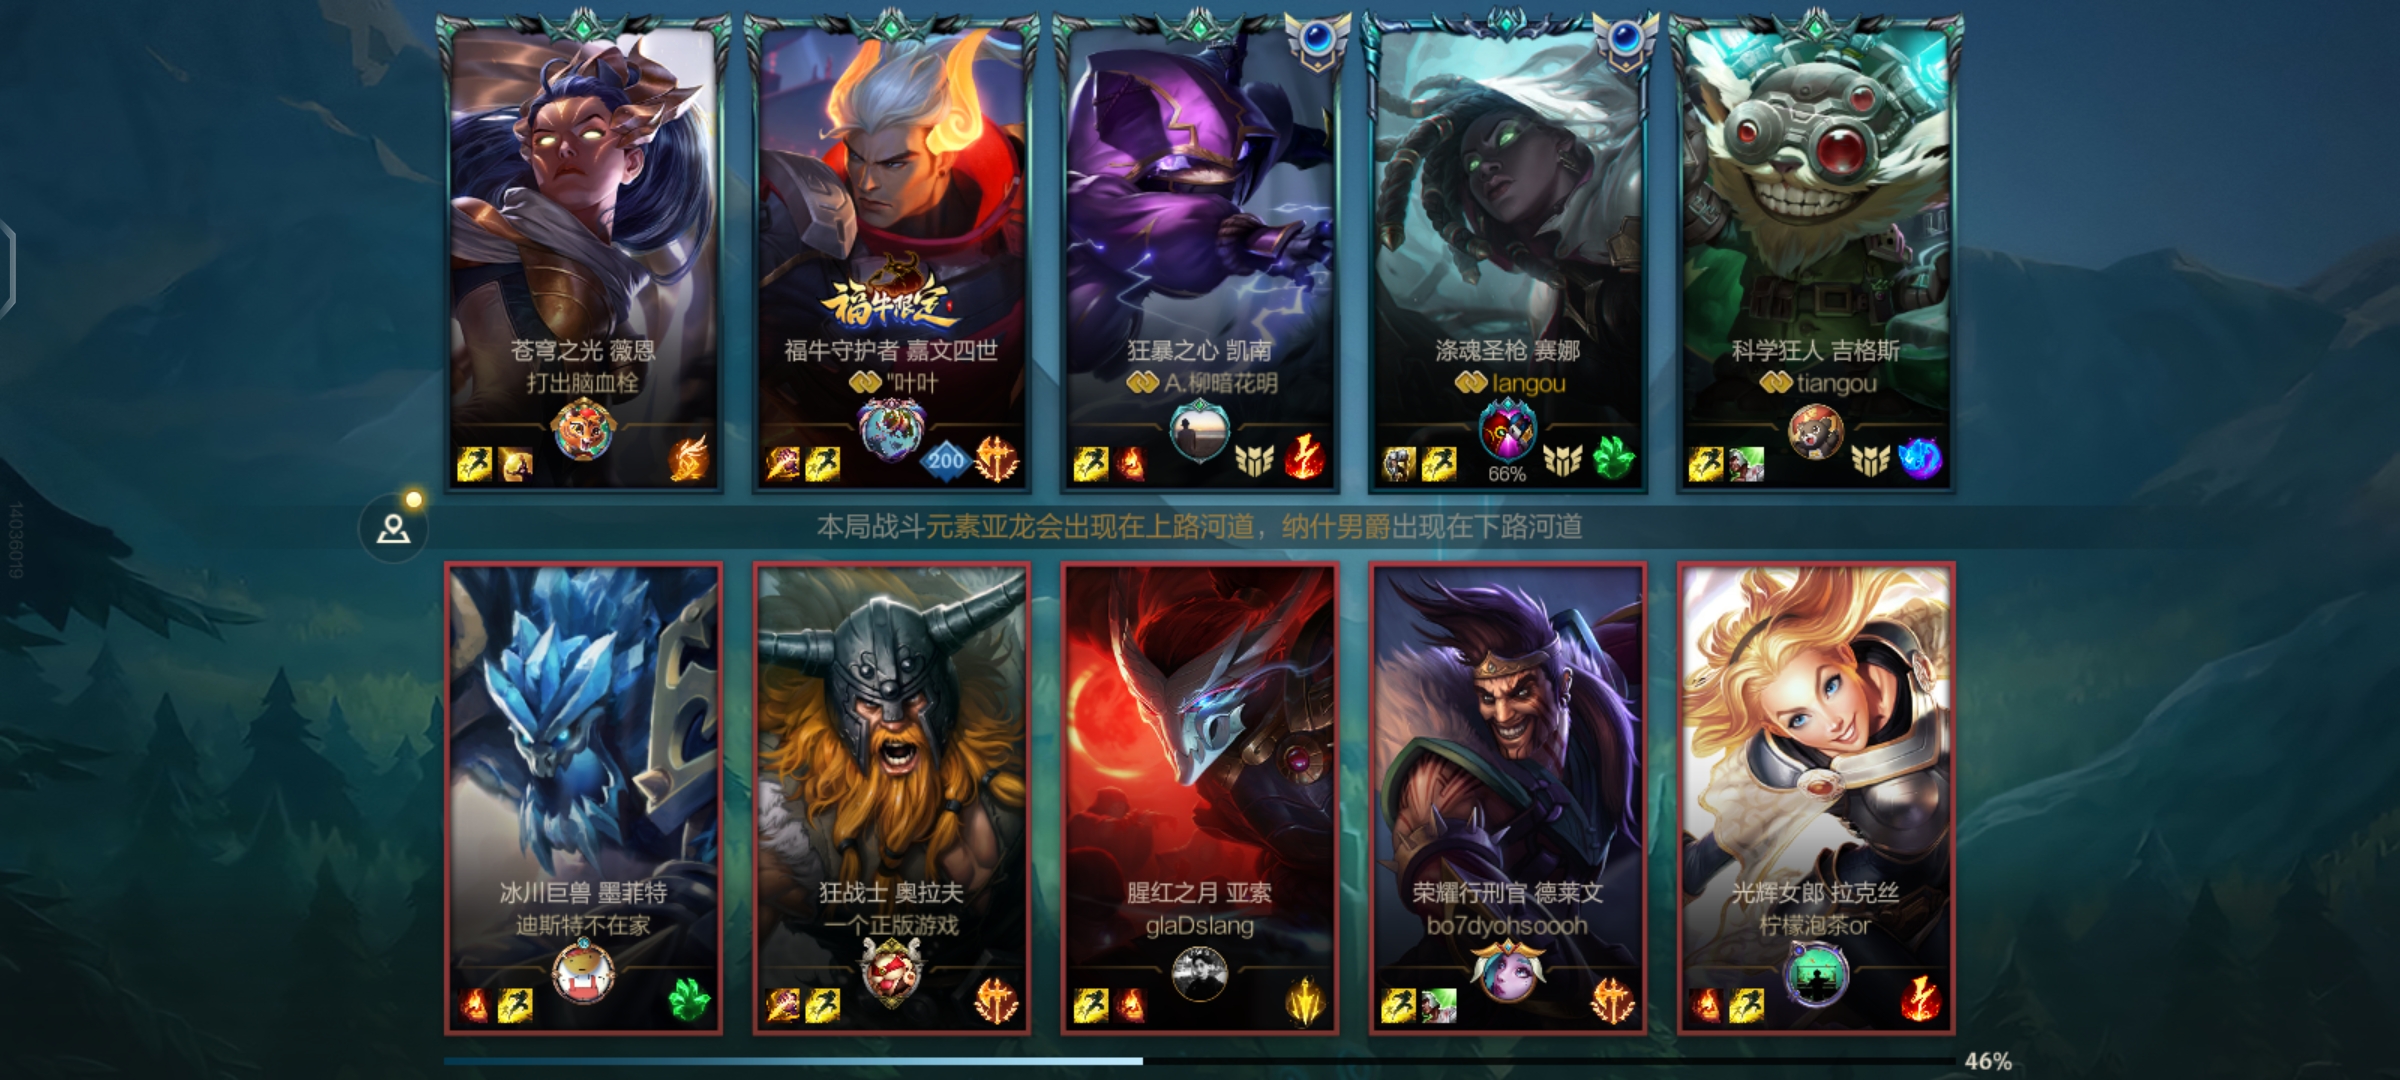 福牛限定
苍穹之光 薇恩
打出脑血栓
福牛守护者 嘉文四世
"叶叶
200
狂暴之心 凯南
A.柳暗花明
涤魂圣枪 赛娜
langou
66%
科学狂人 吉格斯
tiangou
14036019
本局战斗元素亚龙会出现在上路河道，纳什男爵出现在下路河道
冰川巨兽 墨菲特
迪斯特不在家
狂战士 奥拉夫
一个正版游戏
腥红之月 亚索
glaDslang
荣耀行刑官 德莱文
bo7dyohsoooh
光辉女郎 拉克丝
柠檬泡茶or
46%